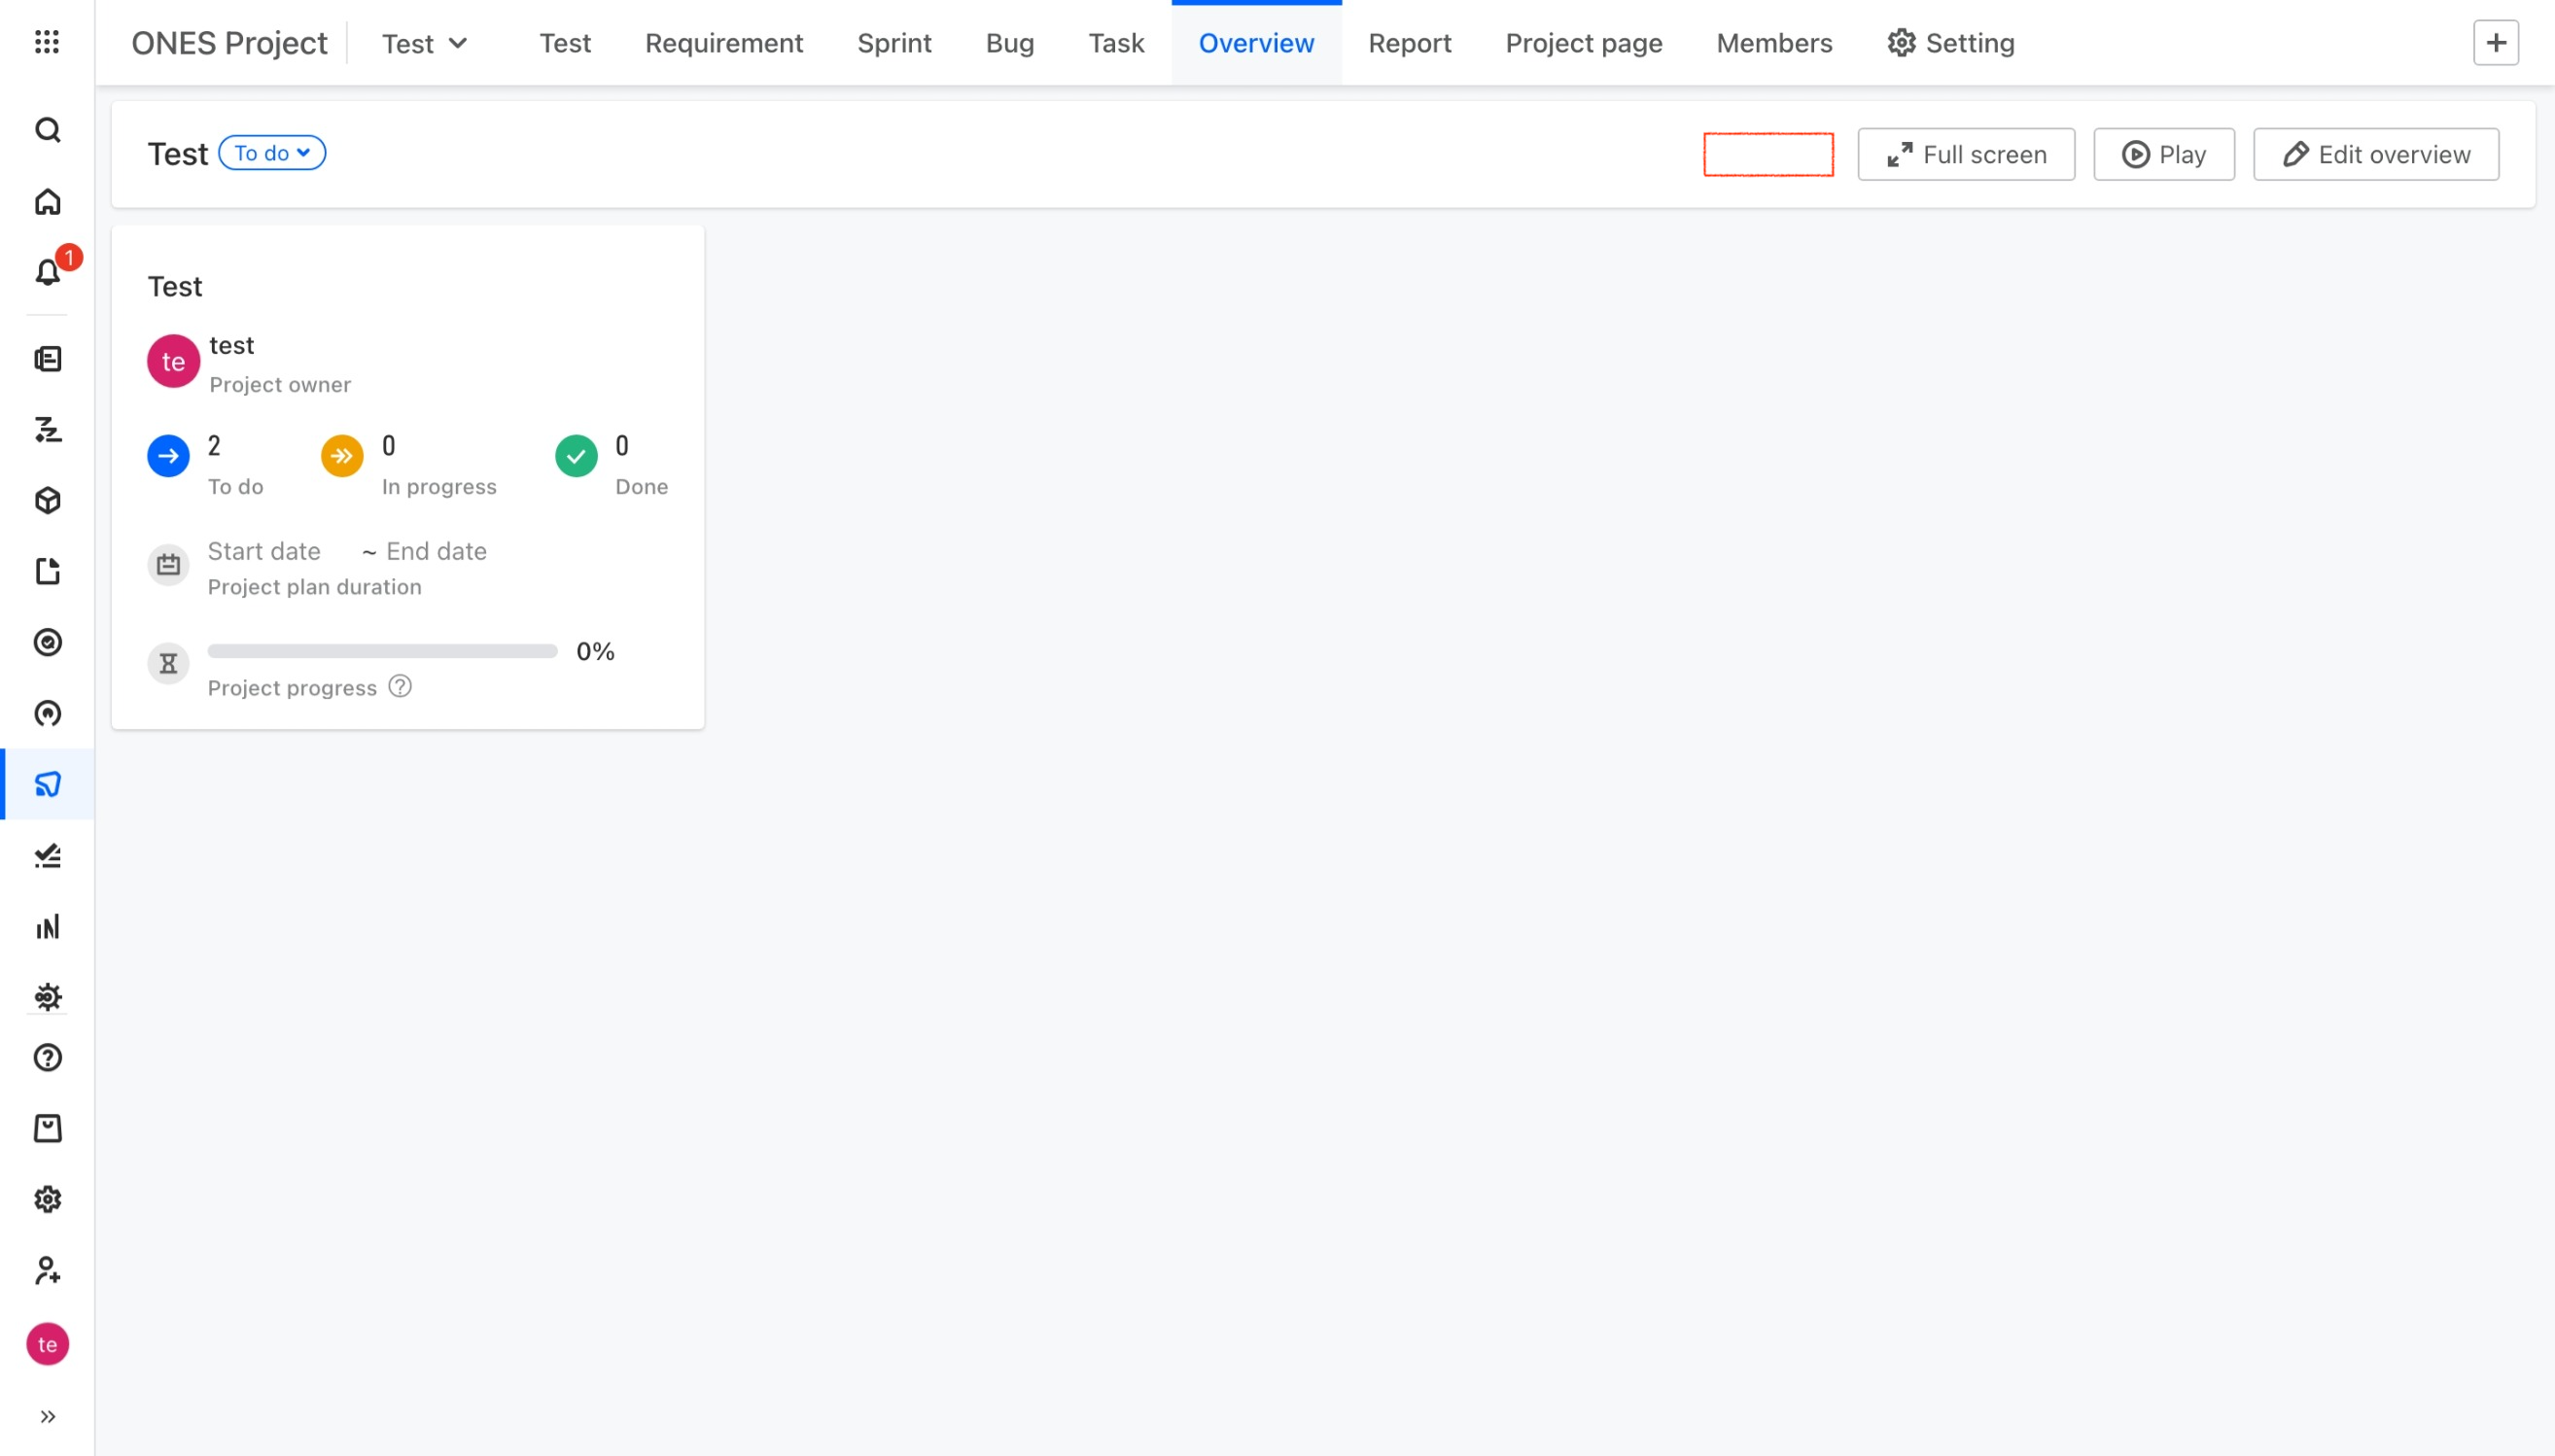 ONES Project Test Test Requirement Sprint Bug Task Overview Report Project page Members Setting
Test To do Full screen Play Edit overview
1
Test
te test
Project owner
2 0 0
To do In progress Done
Start date ~ End date
Project plan duration
0%
Project progress
te